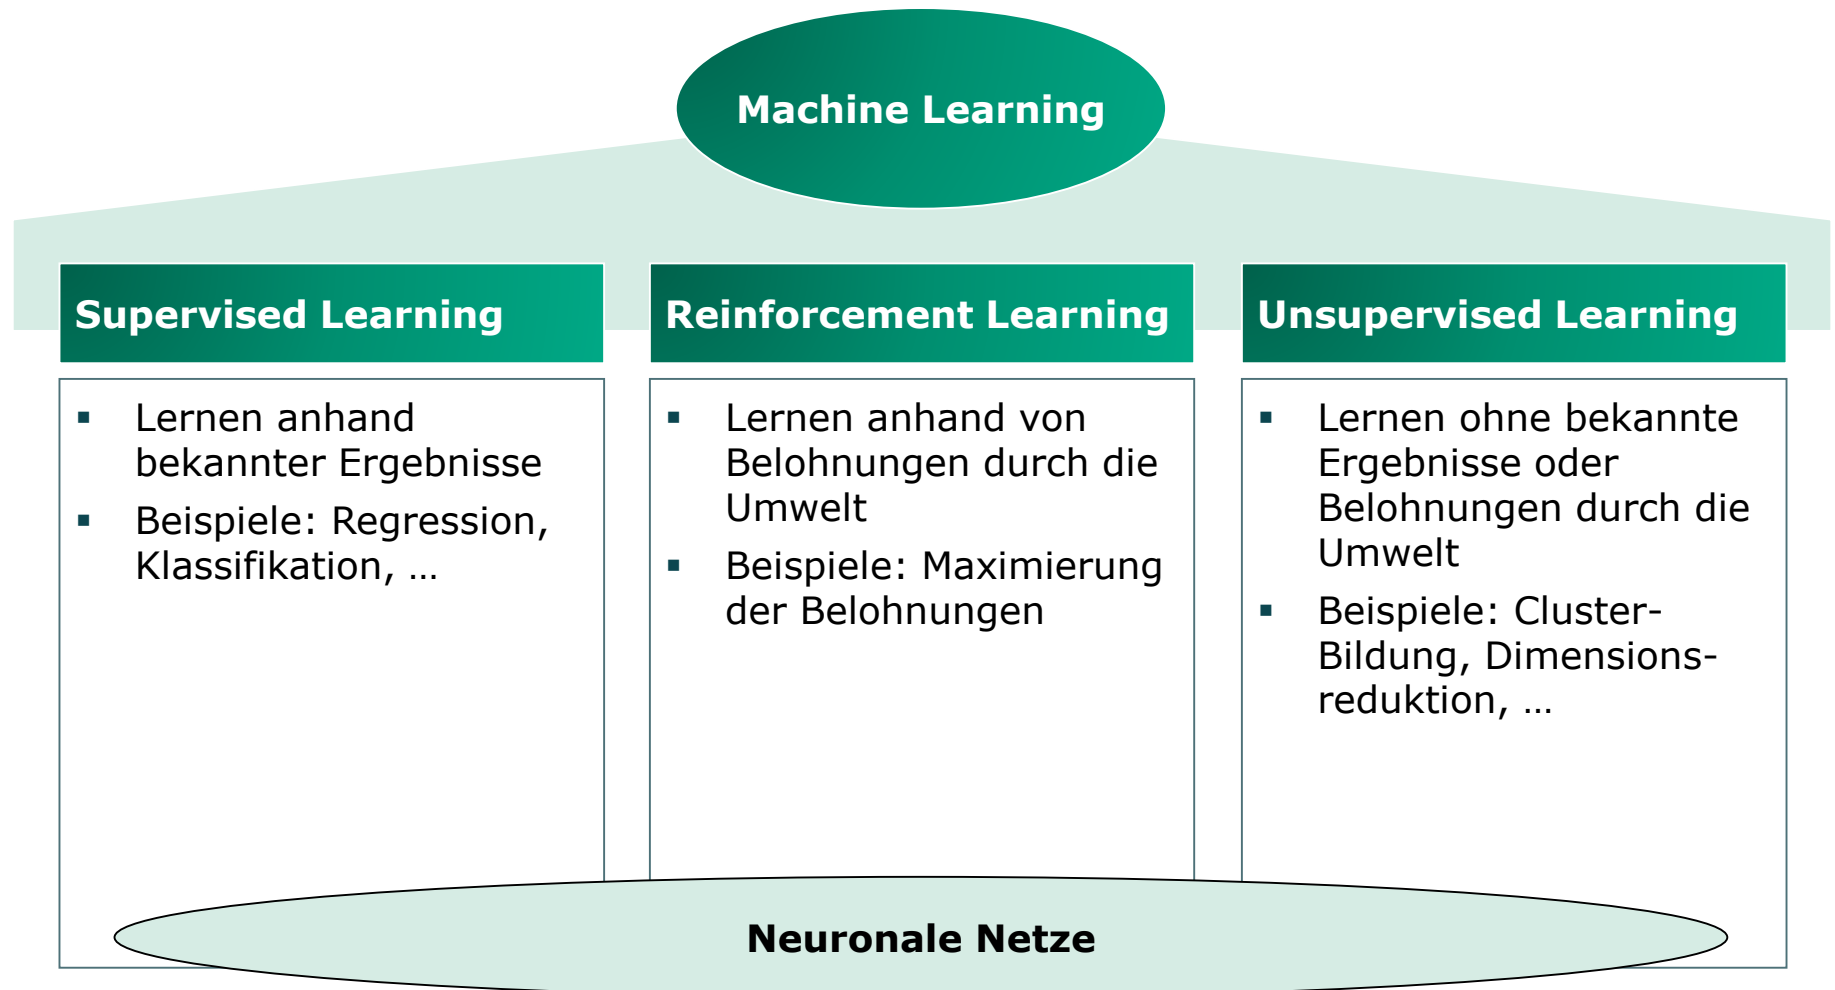 Machine Learning
Supervised Learning
Lernen anhand
bekannter Ergebnisse
Beispiele: Regression,
Klassifikation, …
Reinforcement Learning
Lernen anhand von
Belohnungen durch die
Umwelt
Beispiele: Maximierung
der Belohnungen
Unsupervised Learning
Lernen ohne bekannte
Ergebnisse oder
Belohnungen durch die
Umwelt
Beispiele: Cluster-
Bildung, Dimensions-
reduktion, …
Neuronale Netze